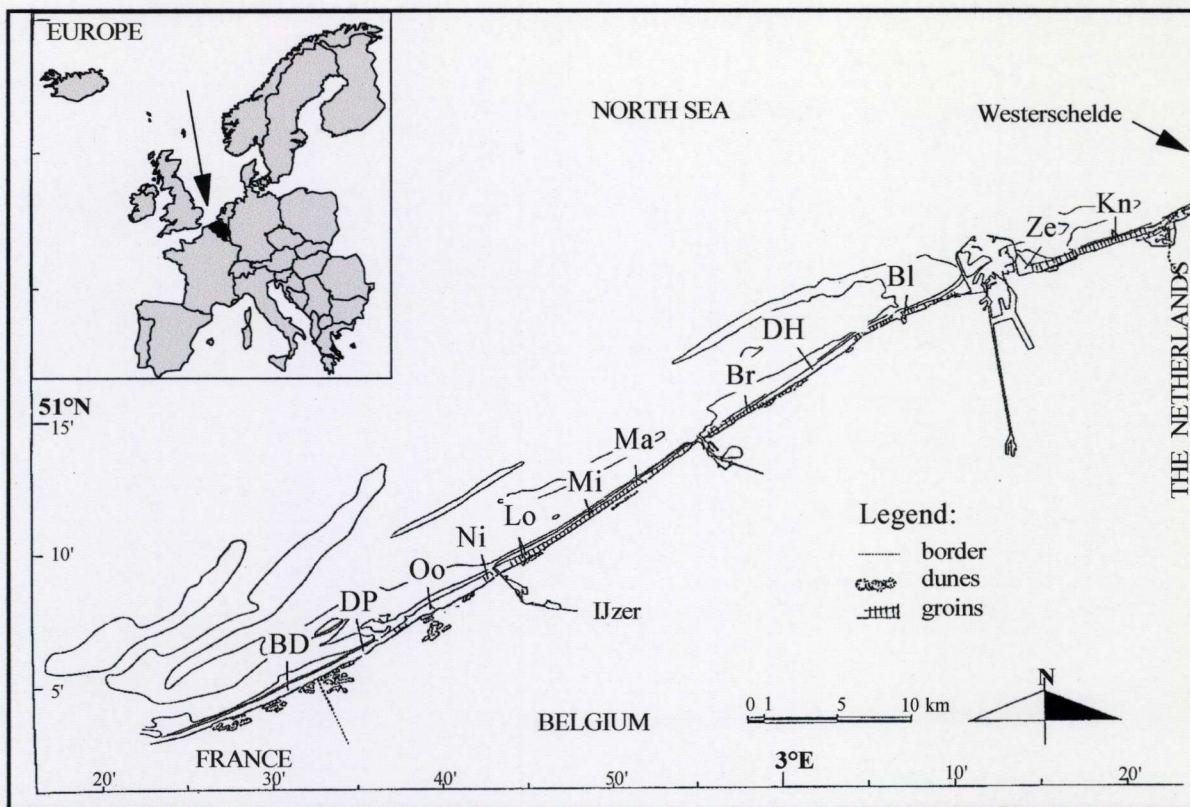 EUROPE
NORTH SEA
Westerschelde
Kn
Ze
Bl
DH
Br
THE NETHERLANDS
51°N
15'
Ma
Mi
Lo
Ni
Legend:
border
dunes
groins
10'
Oo
IJzer
DP
BD
5'
N
0 1 5 10 km
BELGIUM
FRANCE
3°E
20' 30' 40' 50' 10' 20'